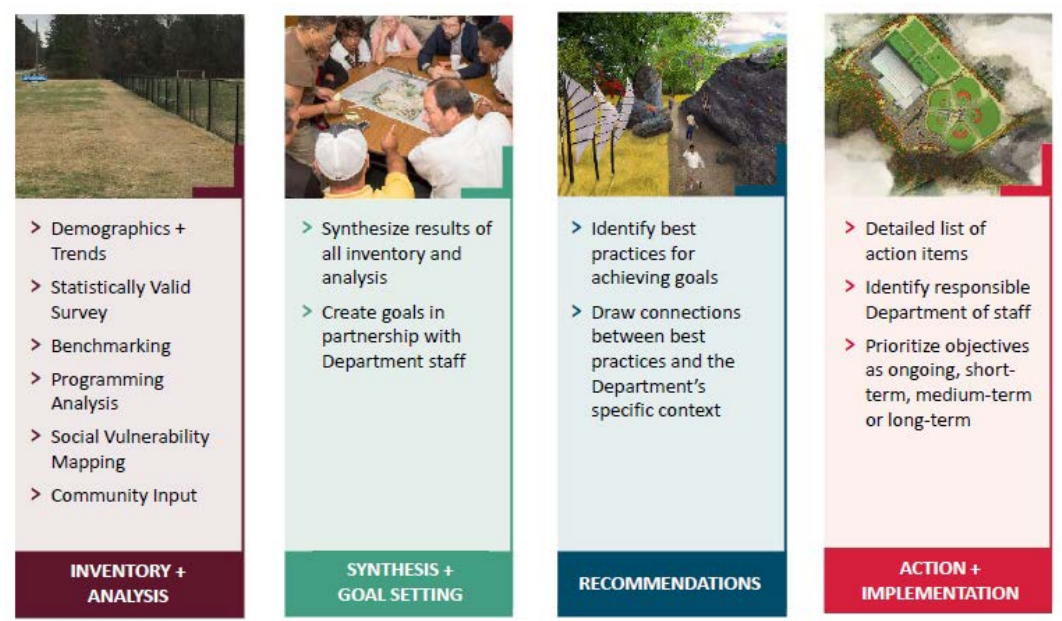 > Demographics +
Trends
> Statistically Valid
Survey
> Benchmarking
> Programming
Analysis
> Social Vulnerability
Mapping
> Community Input
INVENTORY +
ANALYSIS
> Synthesize results of
all inventory and
analysis
> Create goals in
partnership with
Department staff
SYNTHESIS +
GOAL SETTING
> Identify best
practices for
achieving goals
> Draw connections
between best
practices and the
Department’s
specific context
RECOMMENDATIONS
> Detailed list of
action items
> Identify responsible
Department of staff
> Prioritize objectives
as ongoing, short-
term, medium-term
or long-term
ACTION +
IMPLEMENTATION